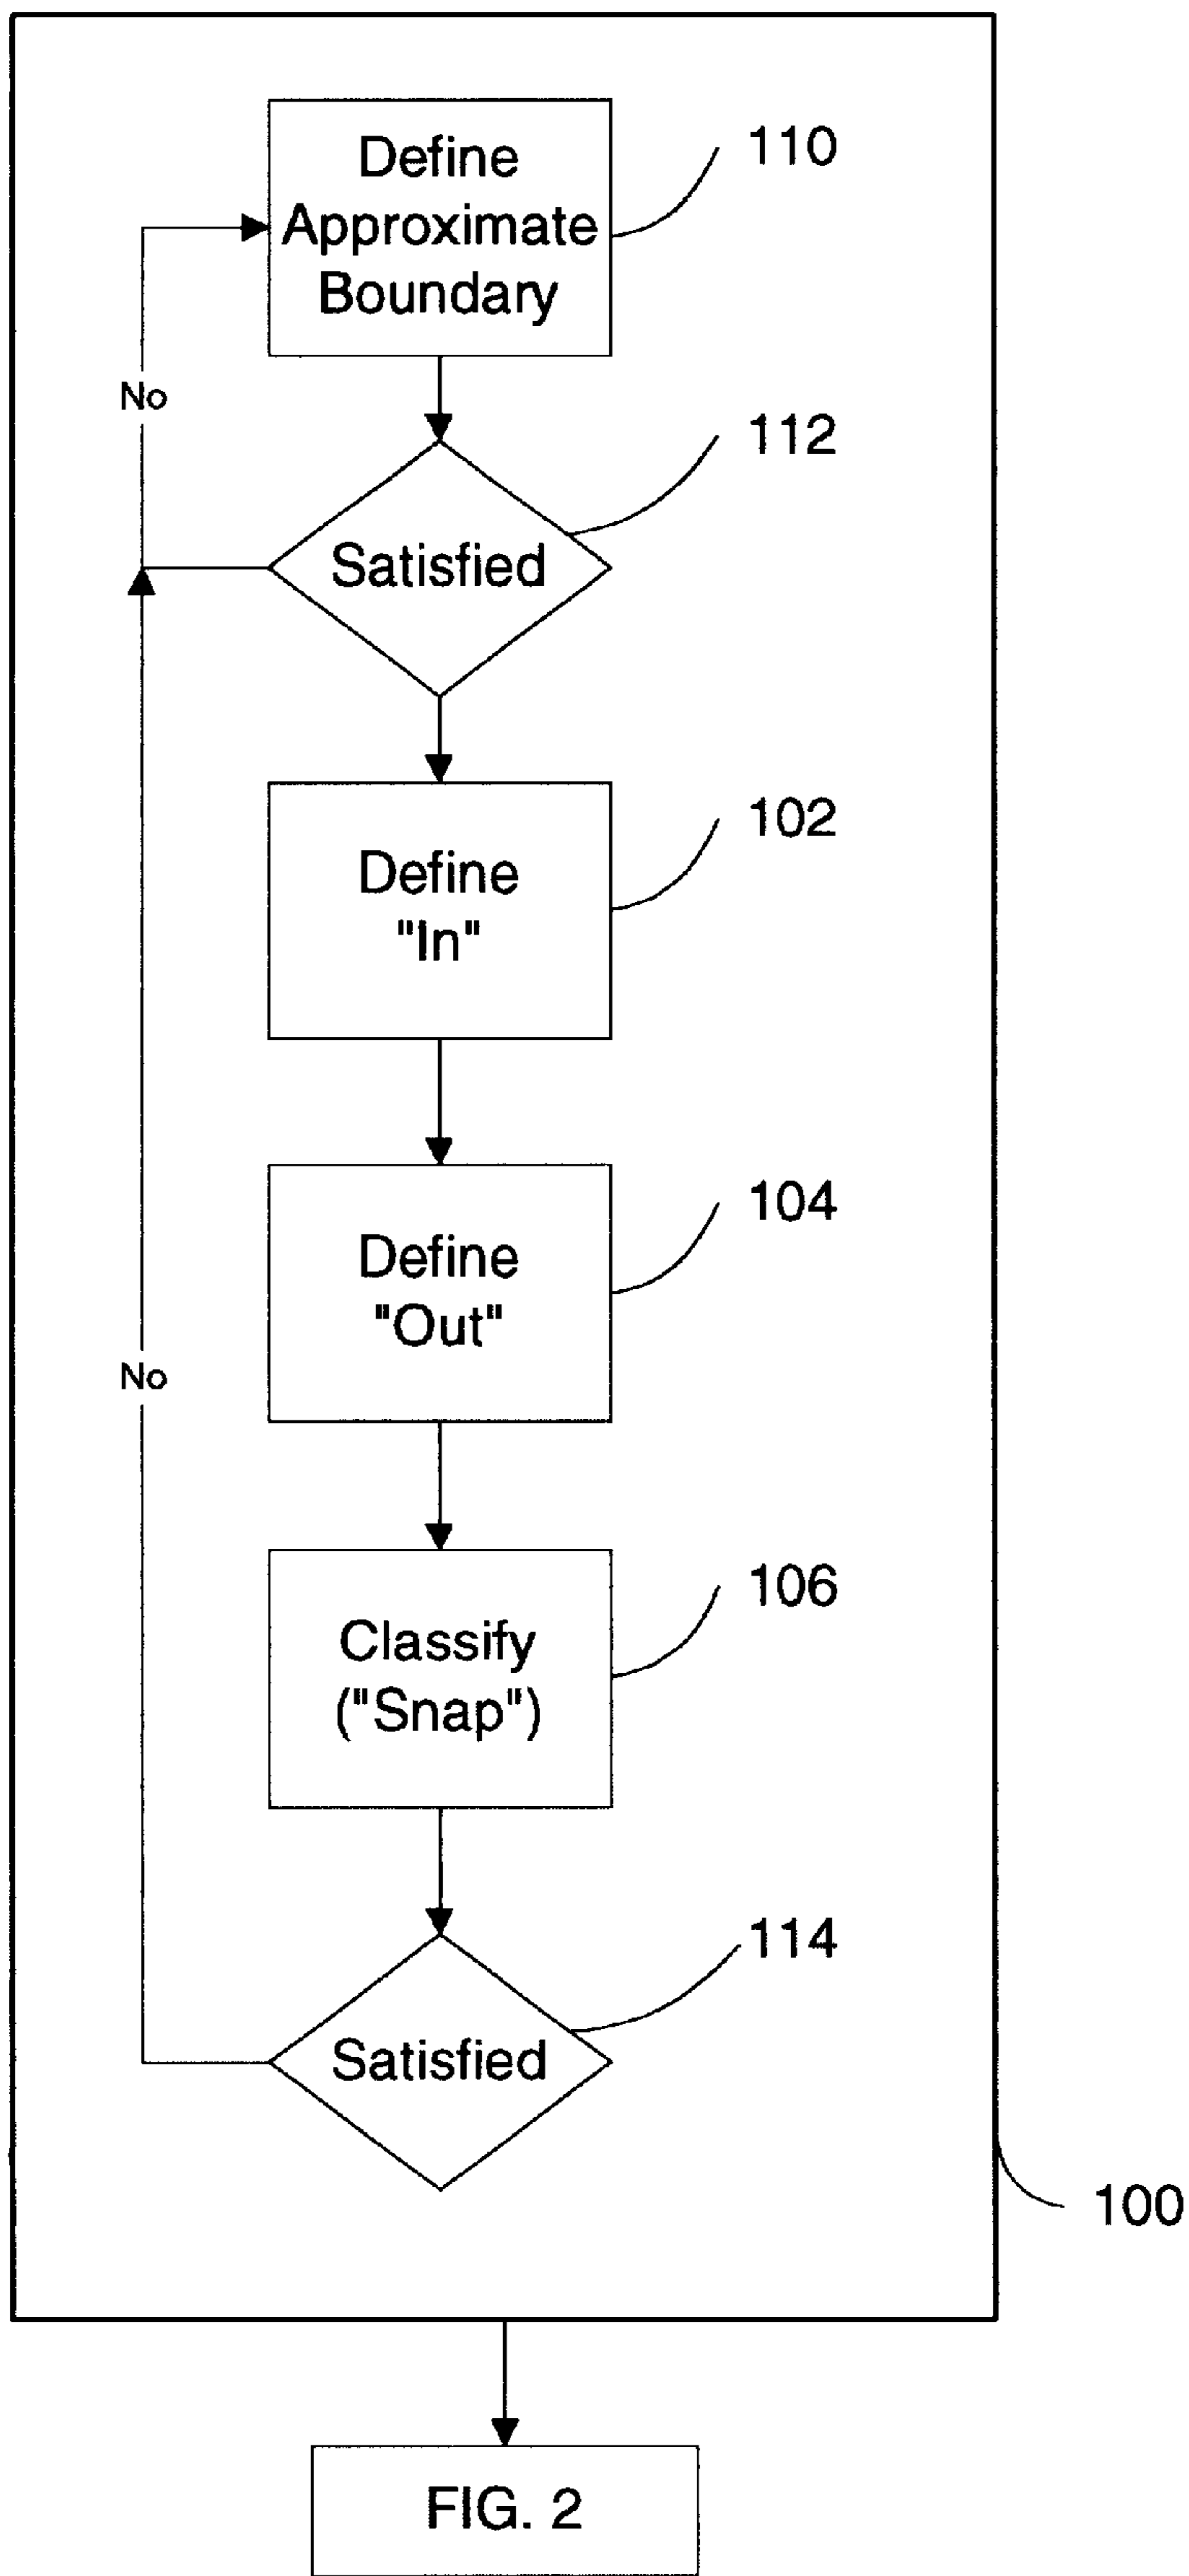 Define
Approximate
Boundary
110
No
112
Satisfied
102
Define
"In"
104
Define
"Out"
No
106
Classify
("Snap")
114
Satisfied
100
FIG. 2